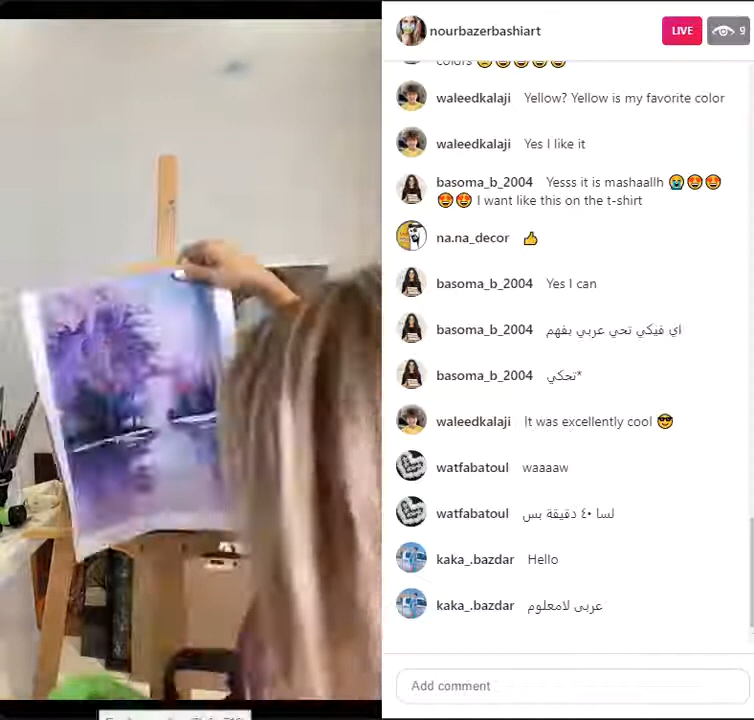 nourbazerbashiart
LIVE
9
colors 😢😍😍😍😍
waleedkalaji Yellow? Yellow is my favorite color
waleedkalaji Yes I like it
basoma_b_2004 Yesss it is mashaallh 😭😍😍
😍😍 I want like this on the t-shirt
na.na_decor 👍
basoma_b_2004 Yes I can
basoma_b_2004 اي فيكي تحي عربي بفهم
basoma_b_2004 تحكي*
waleedkalaji It was excellently cool 😎
watfabatoul waaaaw
watfabatoul لسا ٤٠ دقيقة بس
kaka_.bazdar Hello
kaka_.bazdar عربی لامعلوم
Add comment